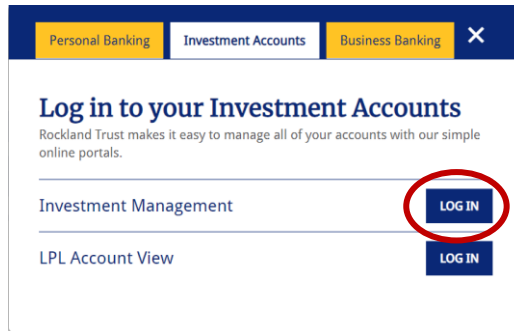 Personal Banking
Investment Accounts
Business Banking
Log in to your Investment Accounts
Rockland Trust makes it easy to manage all of your accounts with our simple
online portals.
Investment Management
LOG IN
LPL Account View
LOG IN